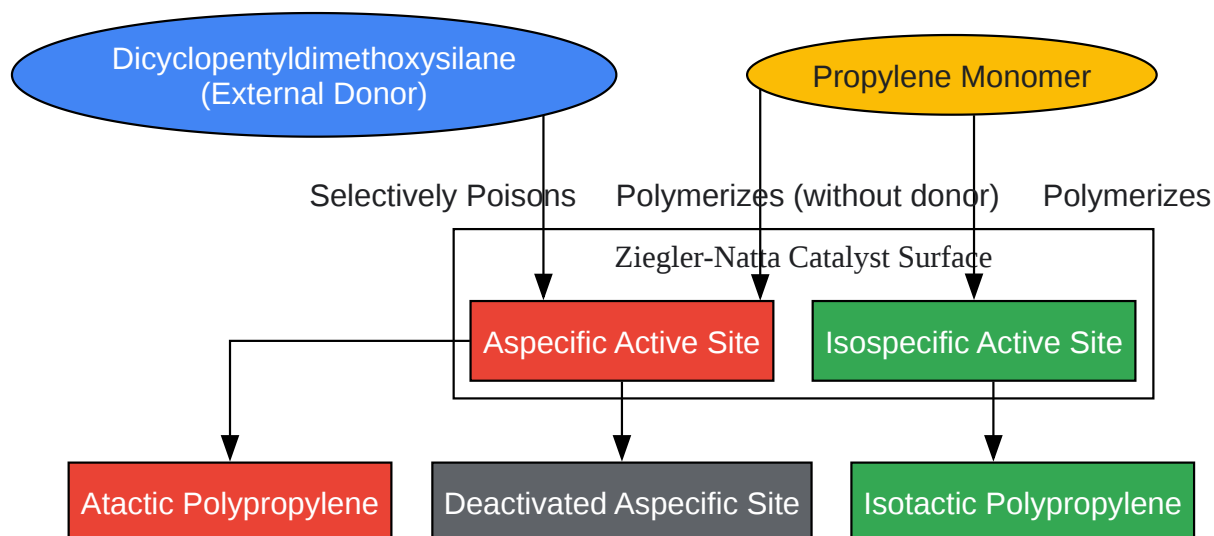 Dicyclopentyldimethoxysilane
(External Donor)
Propylene Monomer
Selectively Poisons
Polymerizes (without donor)
Polymerizes
Ziegler-Natta Catalyst Surface
Aspecific Active Site
Isospecific Active Site
Atactic Polypropylene
Deactivated Aspecific Site
Isotactic Polypropylene